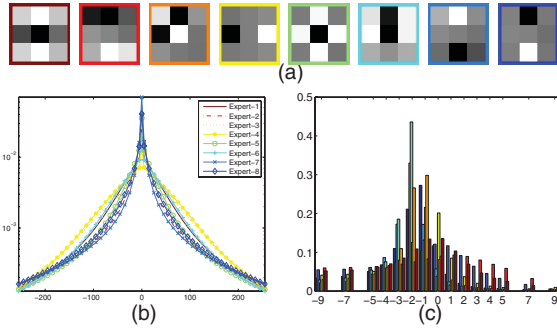 (a)
10⁻²
10⁻³
Expert-1
Expert-2
Expert-3
Expert-4
Expert-5
Expert-6
Expert-7
Expert-8
-200 -100 0 100 200
(b)
0.5
0.4
0.3
0.2
0.1
0
-9 -7 -5 -4 -3 -2 -1 0 1 2 3 4 5 7 9
(c)